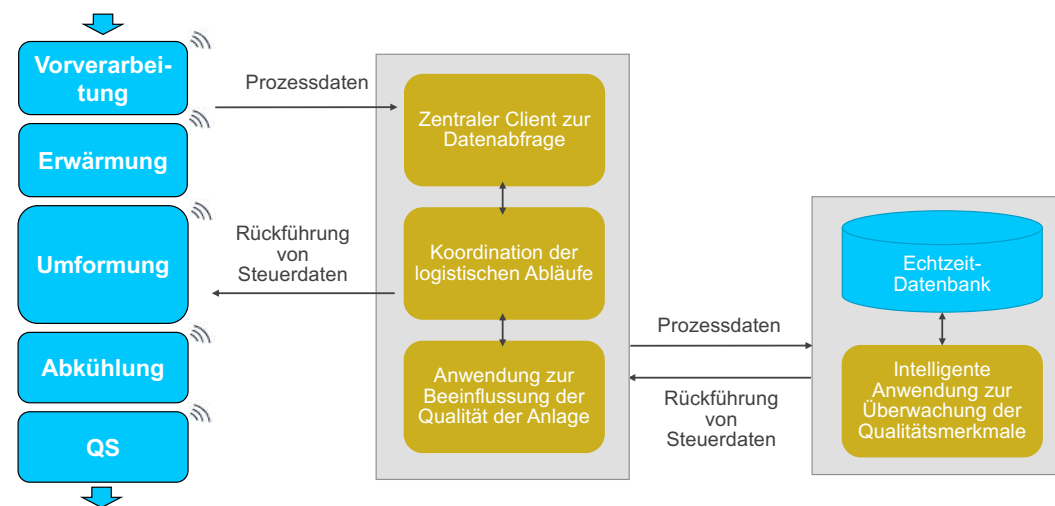 Vorverarbei-
tung
Erwärmung
Umformung
Abkühlung
QS
Prozessdaten
Rückführung
von
Steuerdaten
Zentraler Client zur
Datenabfrage
Koordination der
logistischen Abläufe
Anwendung zur
Beeinflussung der
Qualität der Anlage
Prozessdaten
Rückführung
von
Steuerdaten
Echtzeit-
Datenbank
Intelligente
Anwendung zur
Überwachung der
Qualitätsmerkmale